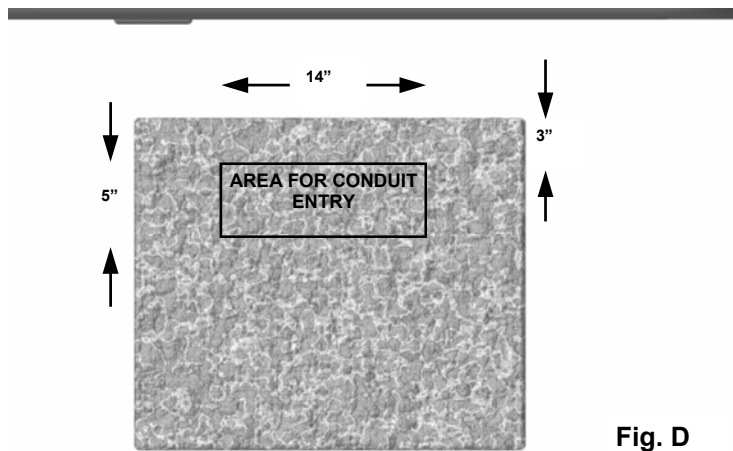 14”
3”
AREA FOR CONDUIT
ENTRY
5”
Fig. D